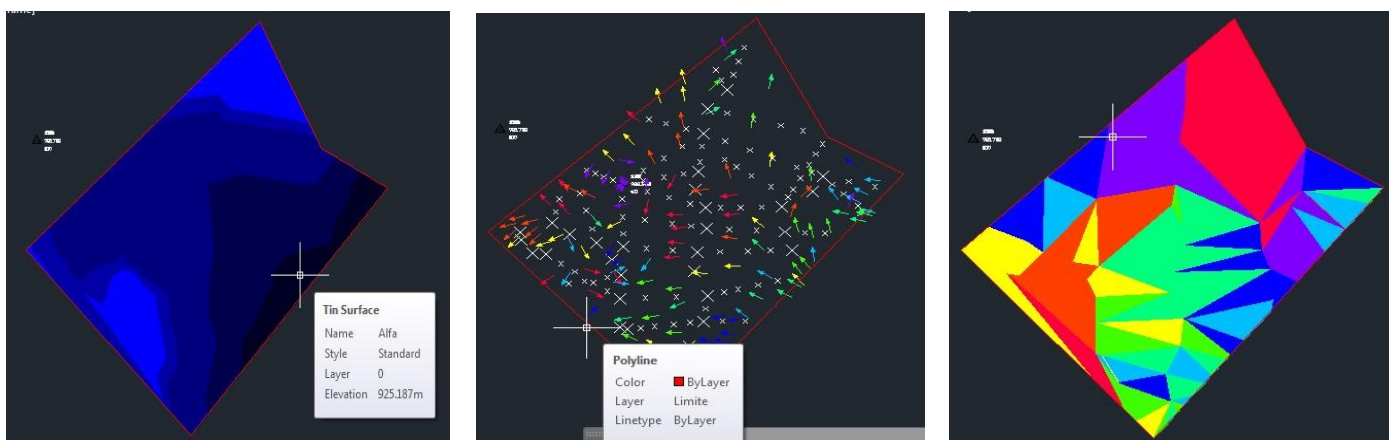 Tin Surface
Name Alfa
Style Standard
Layer 0
Elevation 925.187m
Polyline
Color ByLayer
Layer Limite
Linetype ByLayer